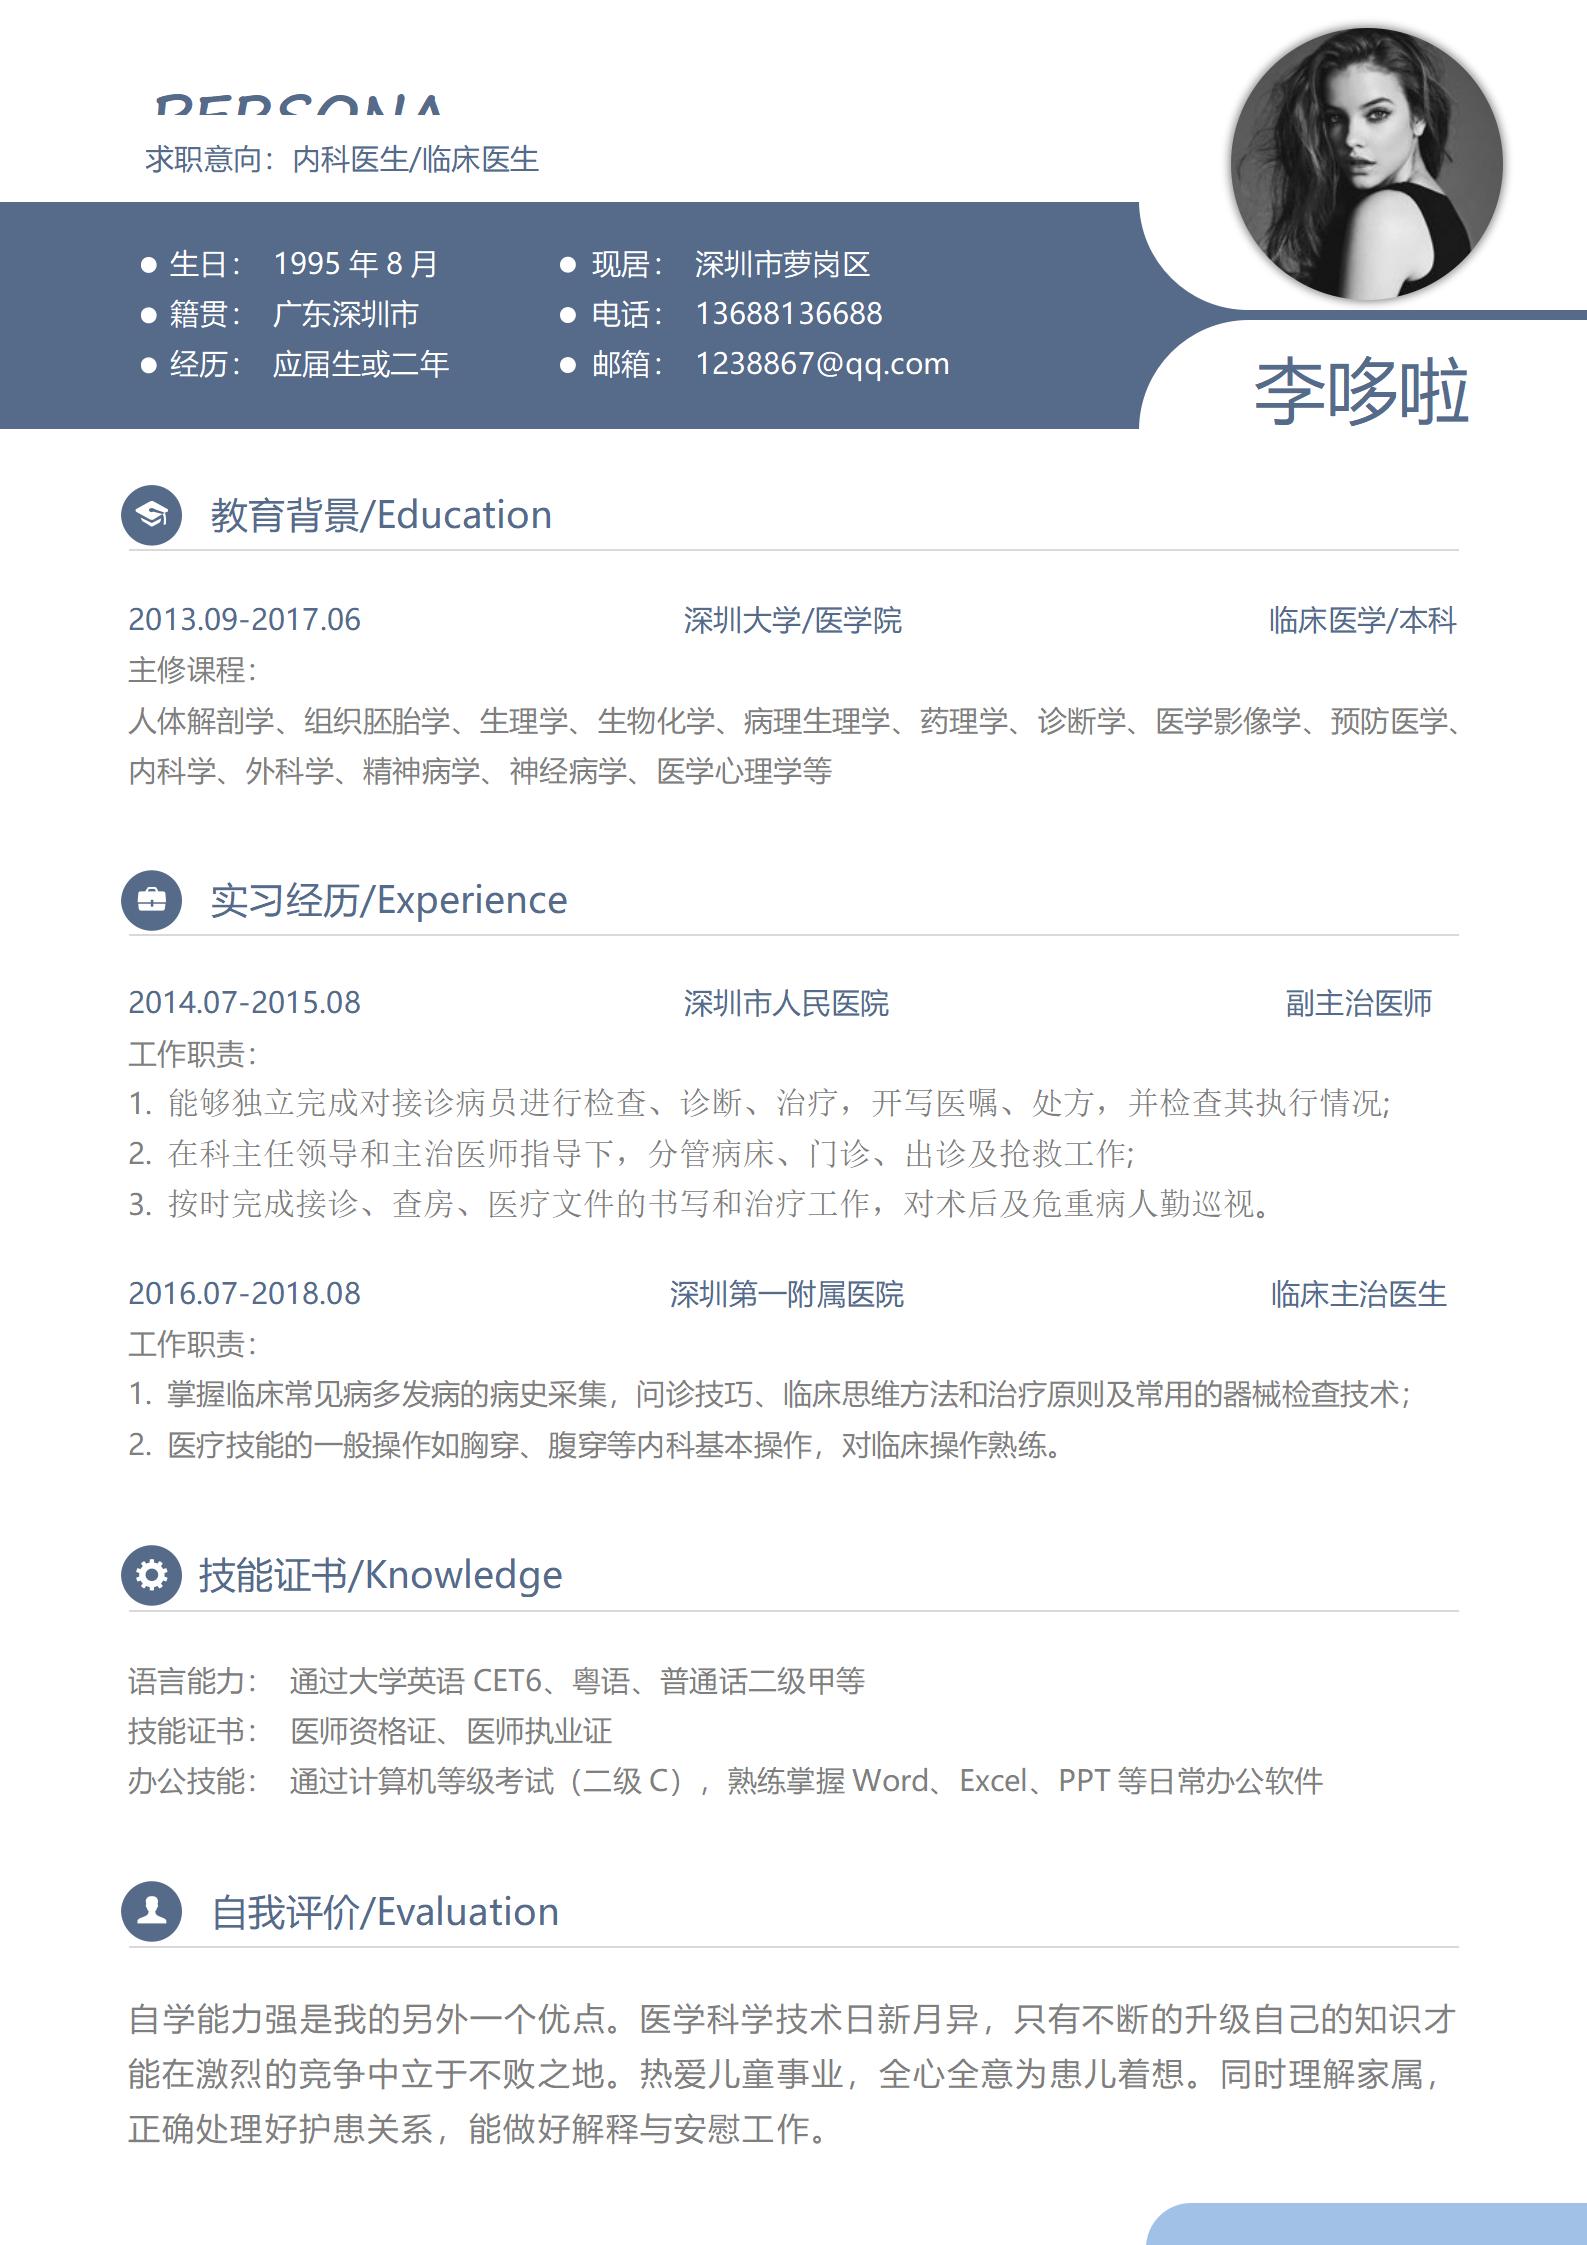 求职意向：内科医生/临床医生
生日： 1995 年 8 月
现居： 深圳市萝岗区
籍贯： 广东深圳市
电话： 13688136688
经历： 应届生或二年
邮箱： 1238867@qq.com
李哆啦
教育背景/Education
2013.09-2017.06 深圳大学/医学院 临床医学/本科
主修课程：
人体解剖学、组织胚胎学、生理学、生物化学、病理生理学、药理学、诊断学、医学影像学、预防医学、
内科学、外科学、精神病学、神经病学、医学心理学等
实习经历/Experience
2014.07-2015.08 深圳市人民医院 副主治医师
工作职责：
1. 能够独立完成对接诊病员进行检查、诊断、治疗，开写医嘱、处方，并检查其执行情况;
2. 在科主任领导和主治医师指导下，分管病床、门诊、出诊及抢救工作;
3. 按时完成接诊、查房、医疗文件的书写和治疗工作，对术后及危重病人勤巡视。
2016.07-2018.08 深圳第一附属医院 临床主治医生
工作职责：
1. 掌握临床常见病多发病的病史采集，问诊技巧、临床思维方法和治疗原则及常用的器械检查技术；
2. 医疗技能的一般操作如胸穿、腹穿等内科基本操作，对临床操作熟练。
技能证书/Knowledge
语言能力： 通过大学英语 CET6、粤语、普通话二级甲等
技能证书： 医师资格证、医师执业证
办公技能： 通过计算机等级考试（二级 C），熟练掌握 Word、Excel、PPT 等日常办公软件
自我评价/Evaluation
自学能力强是我的另外一个优点。医学科学技术日新月异，只有不断的升级自己的知识才
能在激烈的竞争中立于不败之地。热爱儿童事业，全心全意为患儿着想。同时理解家属，
正确处理好护患关系，能做好解释与安慰工作。